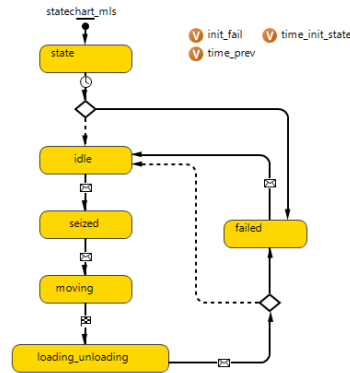 statechart_mls
V init_fail V time_init_state
V time_prev
state
idle
seized
failed
moving
loading_unloading